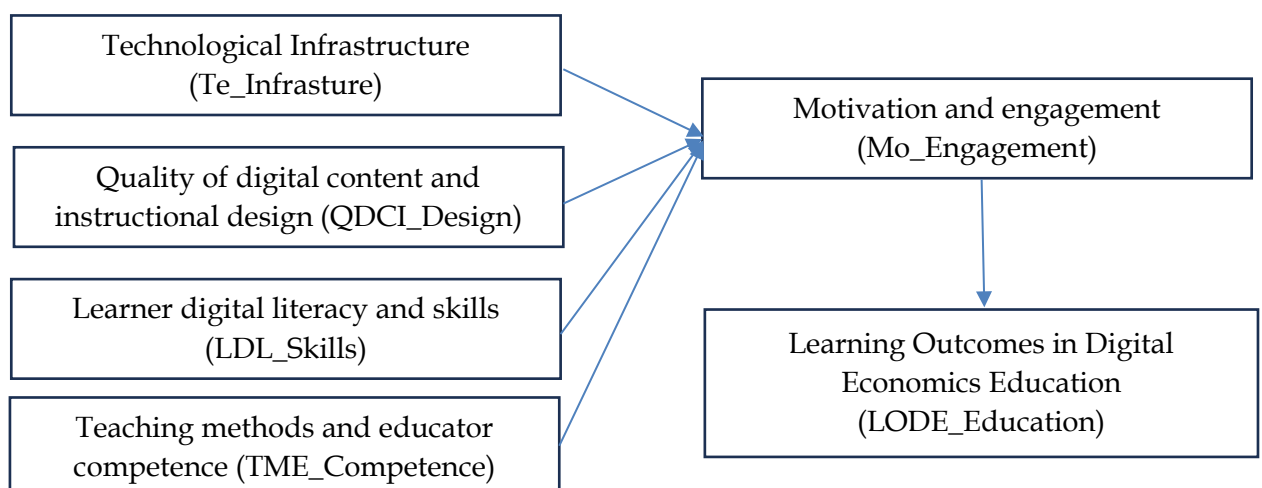 Technological Infrastructure
(Te_Infrasture)
Quality of digital content and
instructional design (QDCI_Design)
Learner digital literacy and skills
(LDL_Skills)
Teaching methods and educator
competence (TME_Competence)
Motivation and engagement
(Mo_Engagement)
Learning Outcomes in Digital
Economics Education
(LODE_Education)